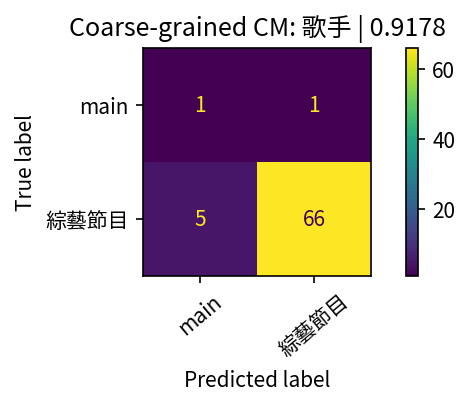 Coarse-grained CM: 歌手 | 0.9178
True label
main
綜藝節目
1
1
5
66
main
綜藝節目
Predicted label
60
40
20